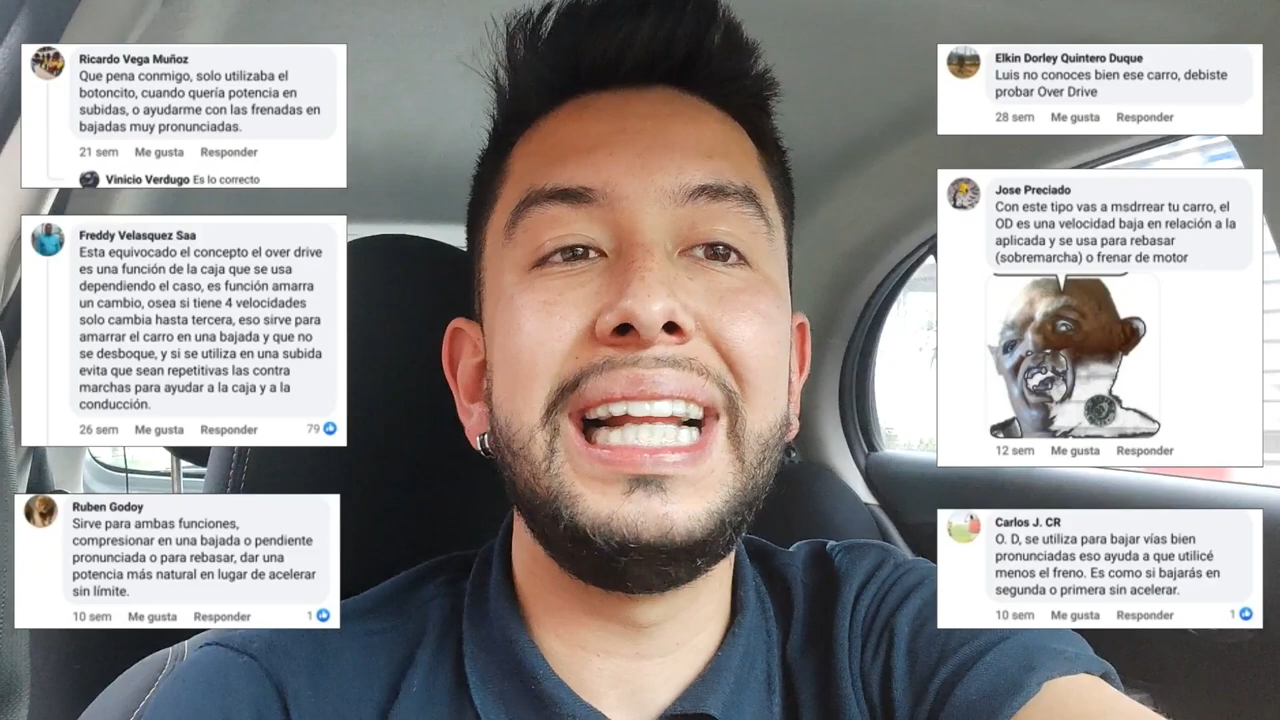 Ricardo Vega Muñoz
Que pena conmigo, solo utilizaba el
botoncito, cuando quería potencia en
subidas, o ayudarme con las frenadas en
bajadas muy pronunciadas.
21 sem Me gusta Responder
Vinicio Verdugo Es lo correcto
Freddy Velasquez Saa
Esta equivocado el concepto el over drive
es una función de la caja que se usa
dependiendo el caso, es función amarra
un cambio, osea si tiene 4 velocidades
solo cambia hasta tercera, eso sirve para
amarrar el carro en una bajada y que no
se desboque, y si se utiliza en una subida
evita que sean repetitivas las contra
marchas para ayudar a la caja y a la
conducción.
26 sem Me gusta Responder 79
Ruben Godoy
Sirve para ambas funciones,
compresionar en una bajada o pendiente
pronunciada o para rebasar, dar una
potencia más natural en lugar de acelerar
sin límite.
10 sem Me gusta Responder 1
Elkin Dorley Quintero Duque
Luis no conoces bien ese carro, debiste
probar Over Drive
28 sem Me gusta Responder
Jose Preciado
Con este tipo vas a msdrrear tu carro, el
OD es una velocidad baja en relación a la
aplicada y se usa para rebasar
(sobremarcha) o frenar de motor
12 sem Me gusta Responder
Carlos J. CR
O. D, se utiliza para bajar vías bien
pronunciadas eso ayuda a que utilicé
menos el freno. Es como si bajarás en
segunda o primera sin acelerar.
10 sem Me gusta Responder 1